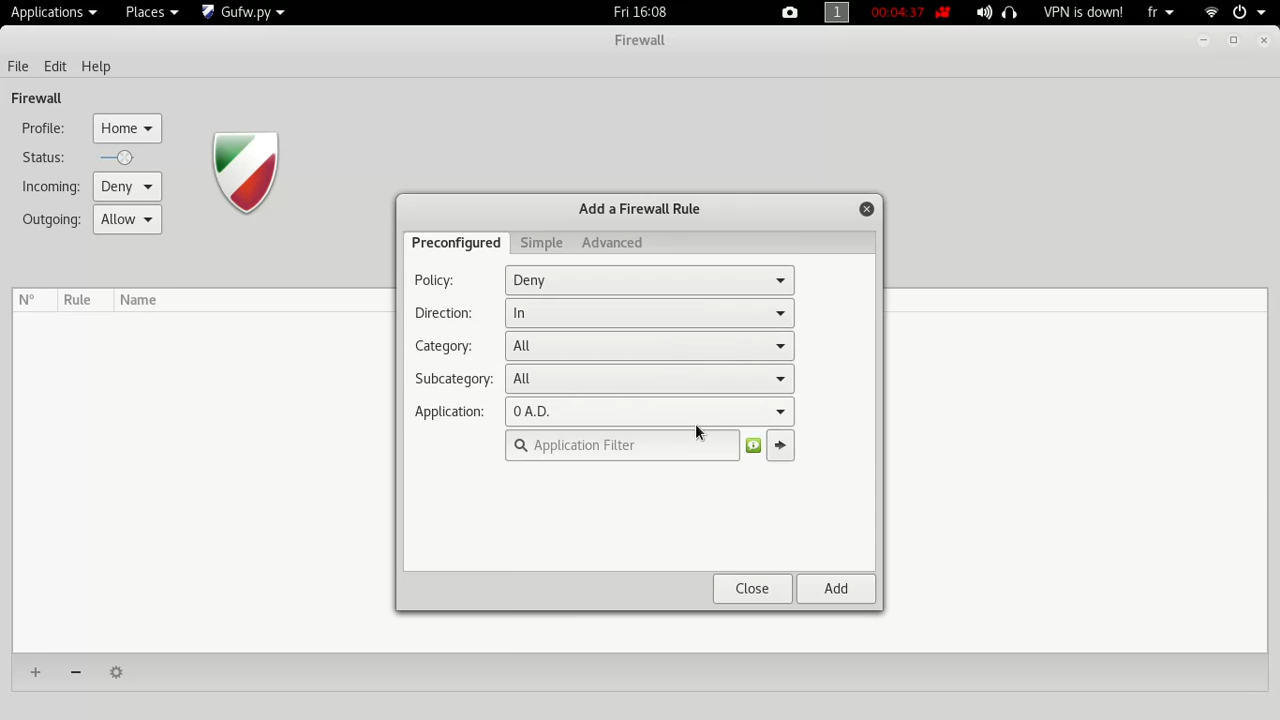 Applications Places Gufw.py Fri 16:08 1 00:04:37 VPN is down! fr
Firewall
File Edit Help
Firewall
Profile: Home
Status:
Incoming: Deny
Outgoing: Allow
Nº Rule Name
Add a Firewall Rule
Preconfigured Simple Advanced
Policy: Deny
Direction: In
Category: All
Subcategory: All
Application: 0 A.D.
Application Filter
Close Add